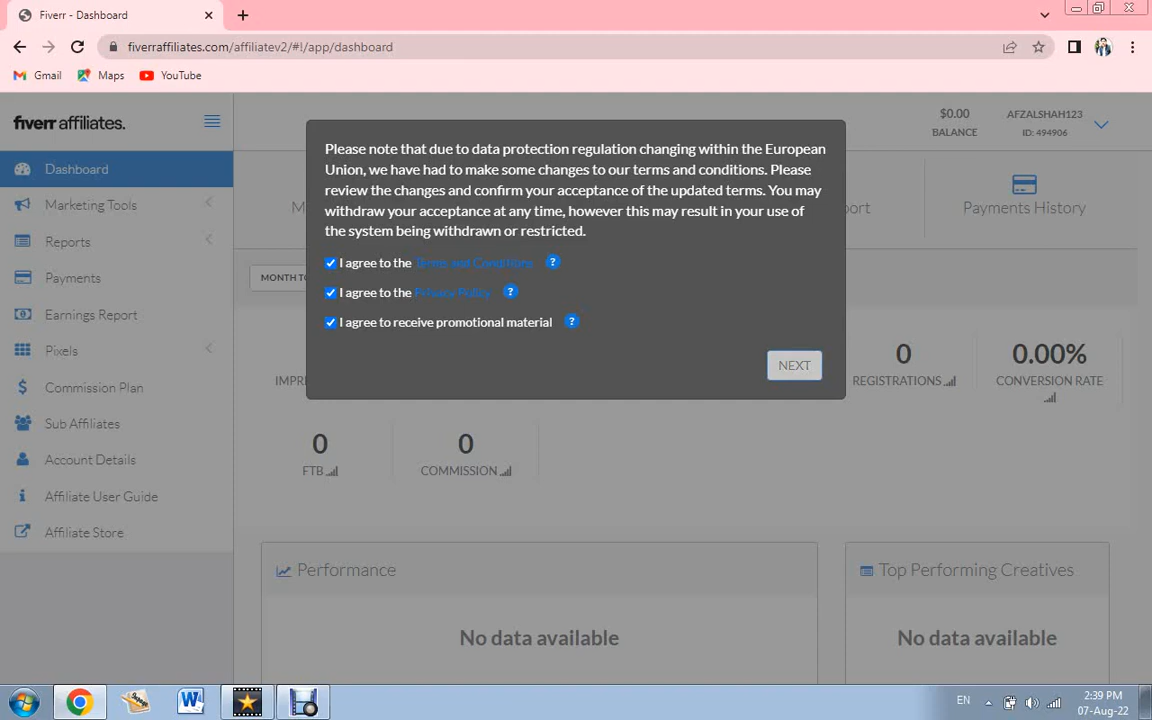 Fiverr - Dashboard
fiverraffiliates.com/affiliatev2/#!/app/dashboard
Gmail
Maps
YouTube
fiverr affiliates.
$0.00
BALANCE
AFZALSHAH123
ID: 494906
Dashboard
Marketing Tools
Reports
Payments
Earnings Report
Pixels
Commission Plan
Sub Affiliates
Account Details
Affiliate User Guide
Affiliate Store
Please note that due to data protection regulation changing within the European
Union, we have had to make some changes to our terms and conditions. Please
review the changes and confirm your acceptance of the updated terms. You may
withdraw your acceptance at any time, however this may result in your use of
the system being withdrawn or restricted.
I agree to the Terms and Conditions ?
I agree to the Privacy Policy ?
I agree to receive promotional material ?
NEXT
Payments History
0
REGISTRATIONS
0.00%
CONVERSION RATE
0
FTB
0
COMMISSION
Performance
No data available
Top Performing Creatives
No data available
EN
2:39 PM
07-Aug-22